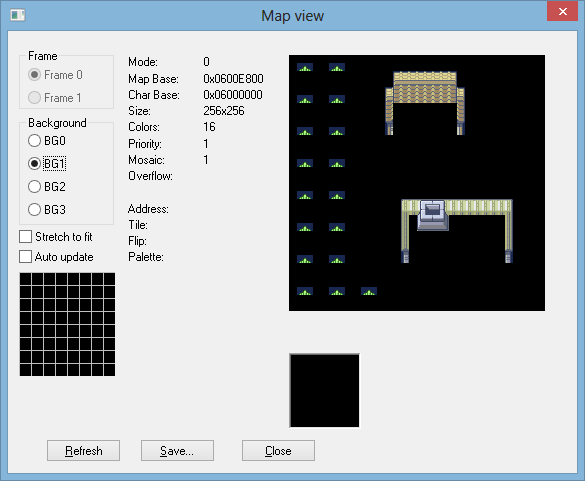 Map view
Frame
Frame 0
Frame 1
Background
BG0
BG1
BG2
BG3
Stretch to fit
Auto update
Mode: 0
Map Base: 0x0600E800
Char Base: 0x06000000
Size: 256x256
Colors: 16
Priority: 1
Mosaic: 1
Overflow:
Address:
Tile:
Flip:
Palette:
Refresh
Save...
Close